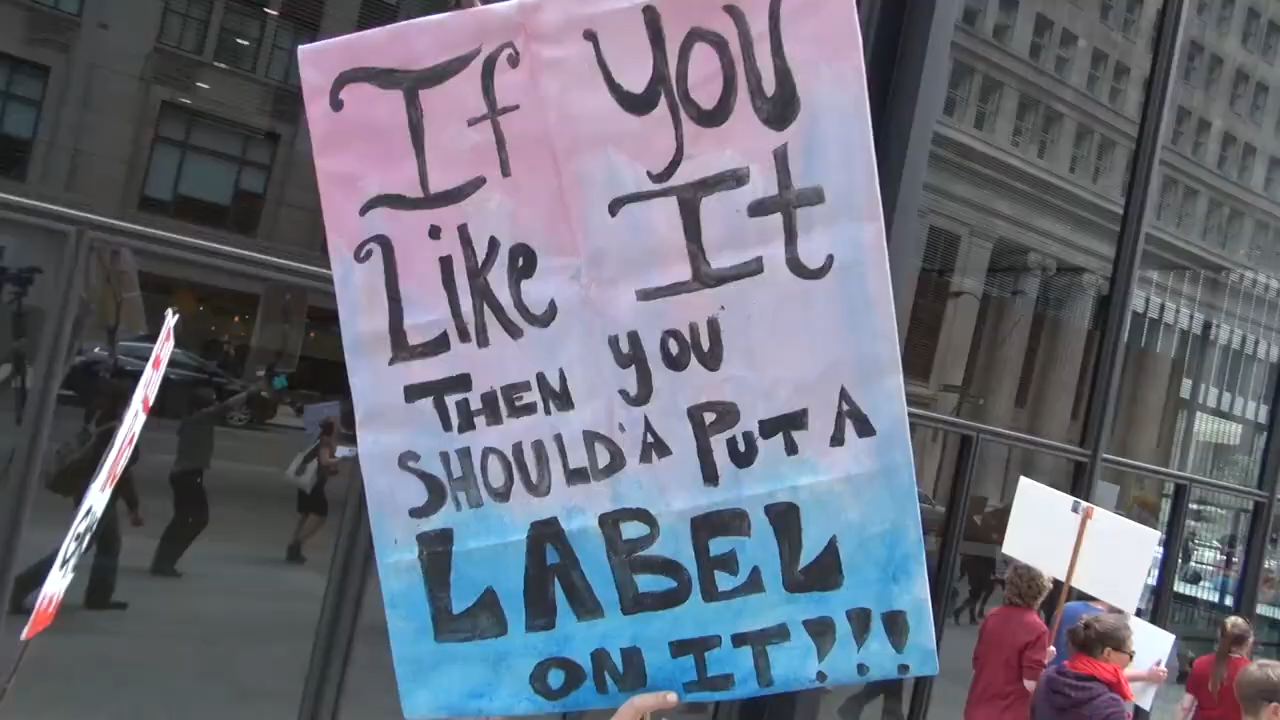 If you
Like It
THEN you
SHOULD'A PUT A
LABEL
ON IT!!!